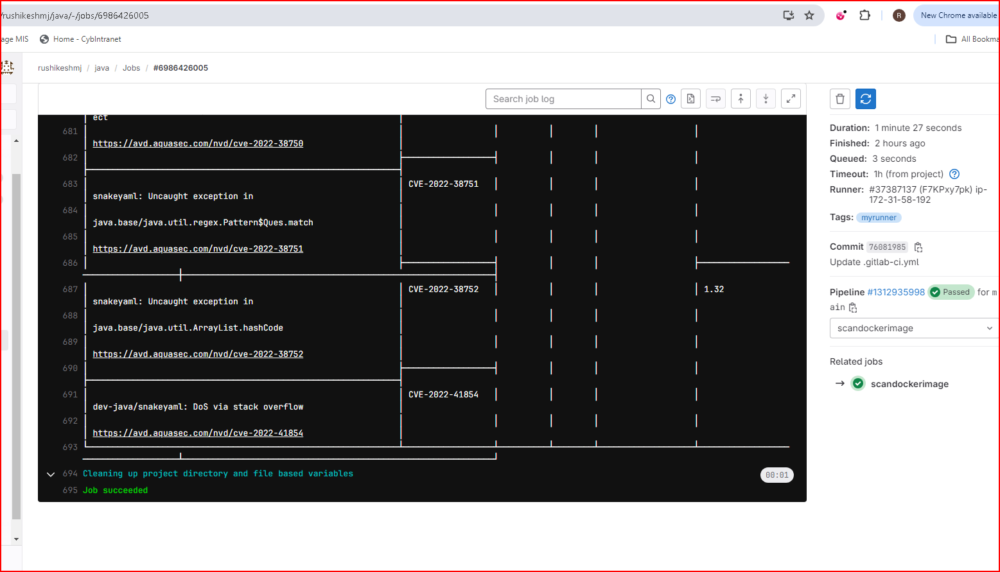 /rushikeshmj/java/-/jobs/6986426005
R
New Chrome available
age MIS
Home - CybIntranet
All Bookma
rushikeshmj / java / Jobs / #6986426005
Search job log
ect
681
https://avd.aquasec.com/nvd/cve-2022-38750
682
683 CVE-2022-38751
snakeyaml: Uncaught exception in
684
java.base/java.util.regex.Pattern$Ques.match
685
https://avd.aquasec.com/nvd/cve-2022-38751
686
687 CVE-2022-38752 1.32
snakeyaml: Uncaught exception in
688
java.base/java.util.ArrayList.hashCode
689
https://avd.aquasec.com/nvd/cve-2022-38752
690
691 CVE-2022-41854
dev-java/snakeyaml: DoS via stack overflow
692
https://avd.aquasec.com/nvd/cve-2022-41854
693
694 Cleaning up project directory and file based variables 00:01
695 Job succeeded
Duration: 1 minute 27 seconds
Finished: 2 hours ago
Queued: 3 seconds
Timeout: 1h (from project)
Runner: #37387137 (F7KPxy7pk) ip-
172-31-58-192
Tags: myrunner
Commit 76081985
Update .gitlab-ci.yml
Pipeline #1312935998 Passed for m
ain
scandockerimage
Related jobs
→ scandockerimage